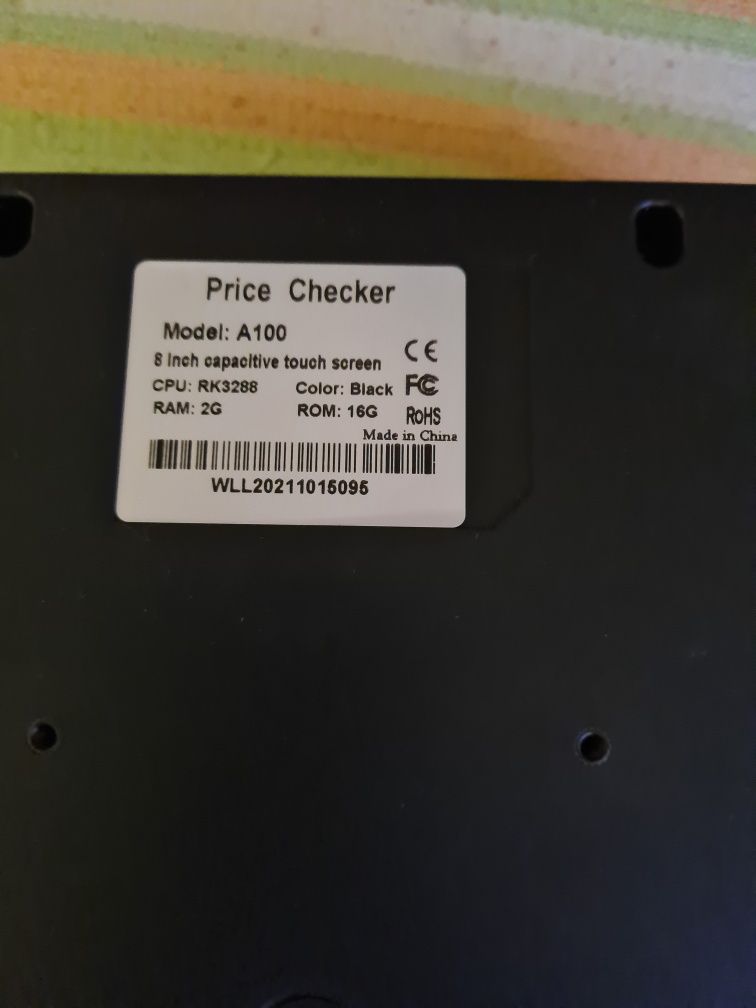 Price Checker
Model: A100
8 inch capacitive touch screen
CE
CPU: RK3288 Color: Black FC
RAM: 2G ROM: 16G RoHS
Made in China
WLL20211015095